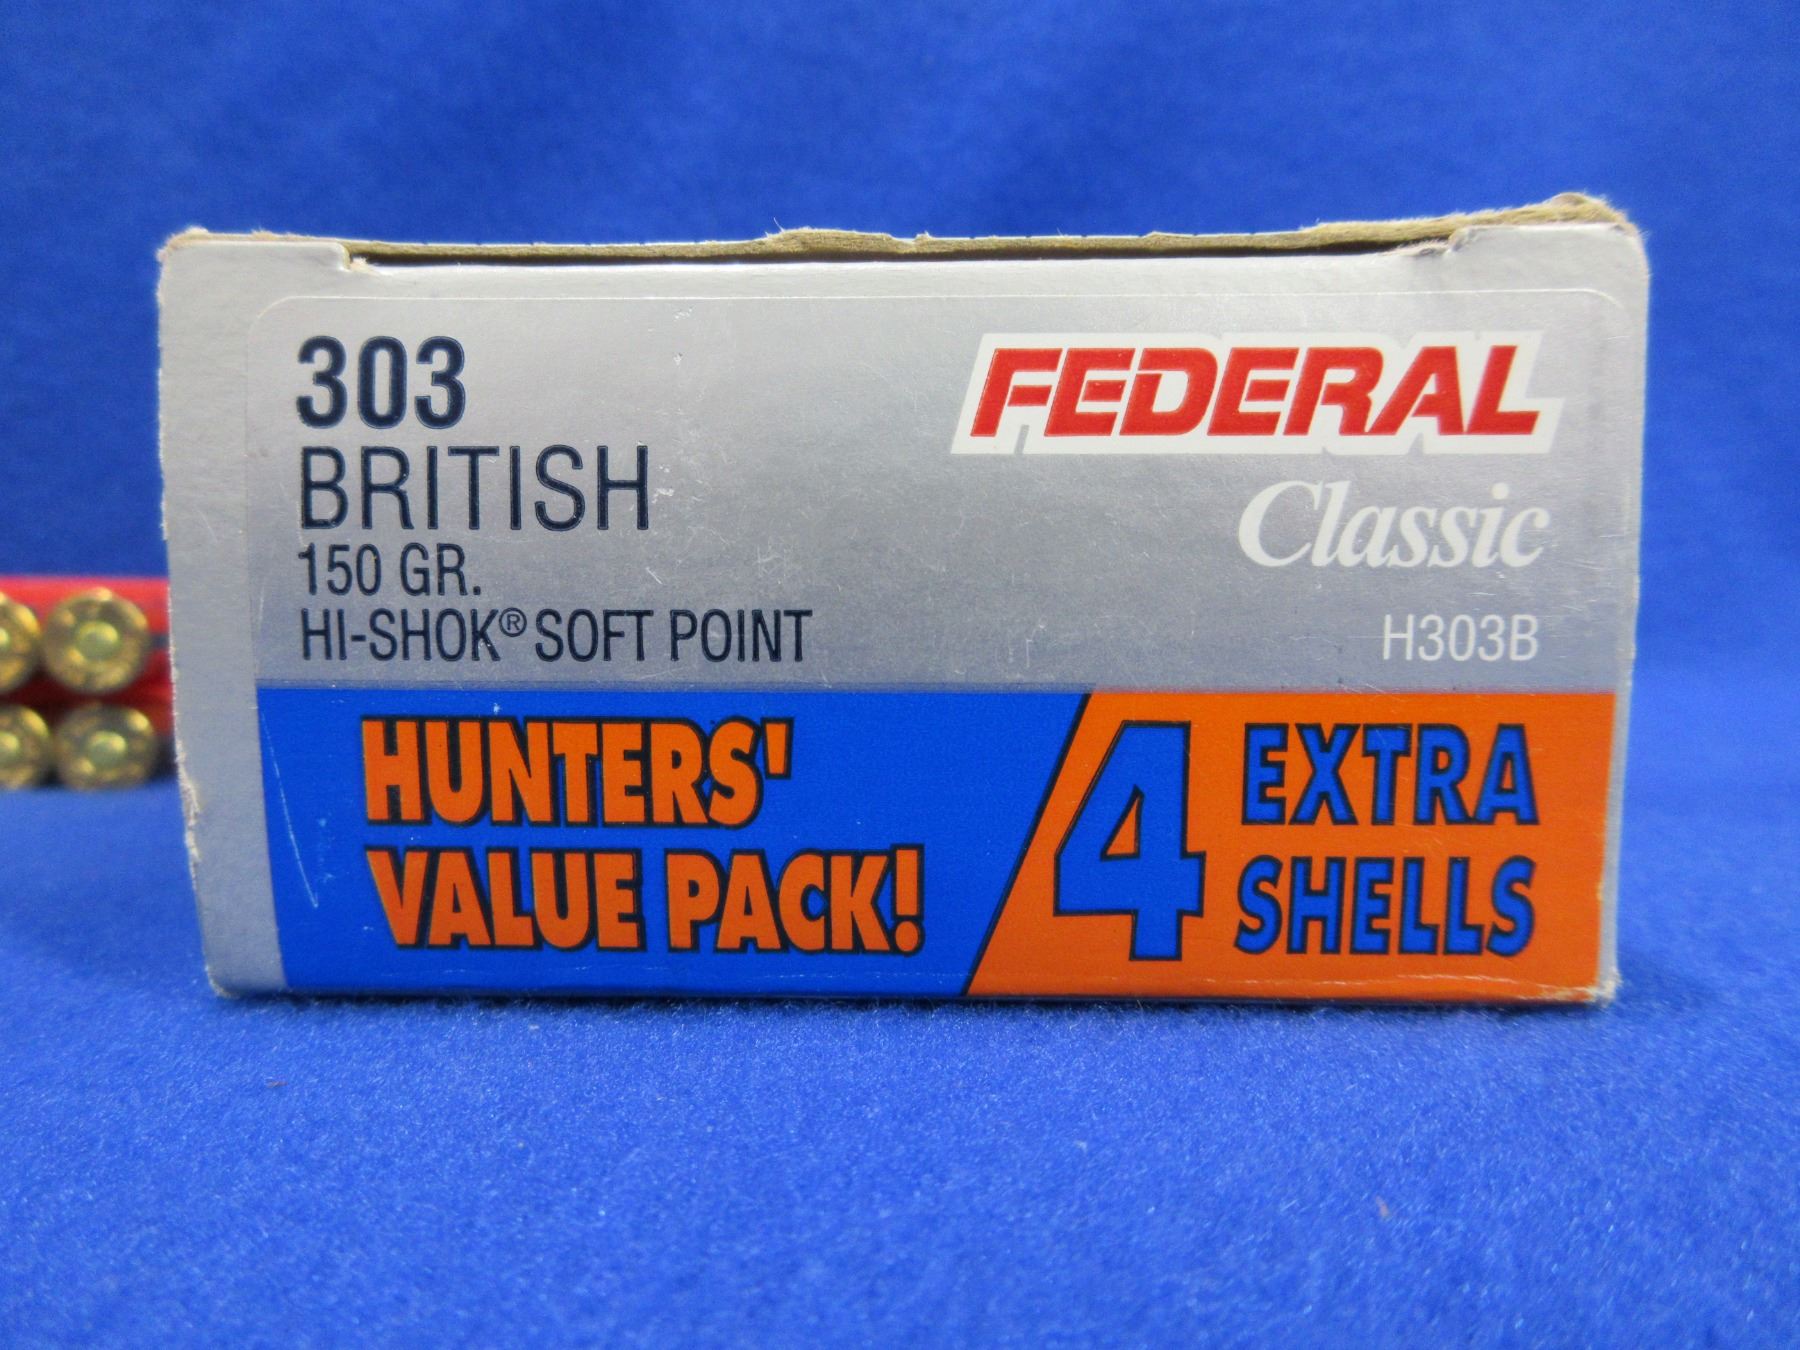 303
BRITISH
150 GR.
HI-SHOK® SOFT POINT
FEDERAL
Classic
H303B
HUNTERS'
VALUE PACK!
4 EXTRA
SHELLS